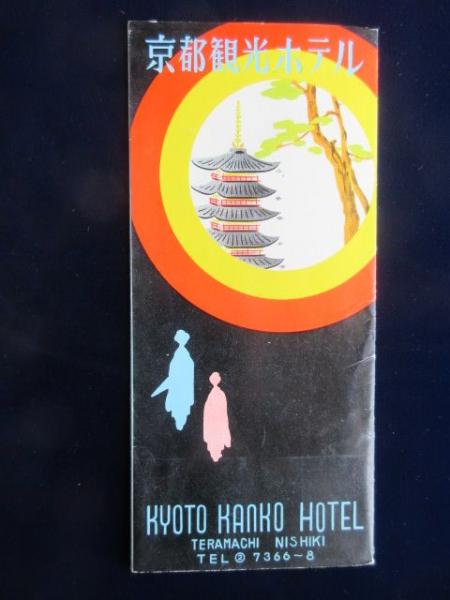 京都観光ホテル
KYOTO KANKO HOTEL
TERAMACHI NISHIKI
TEL ② 7366～8